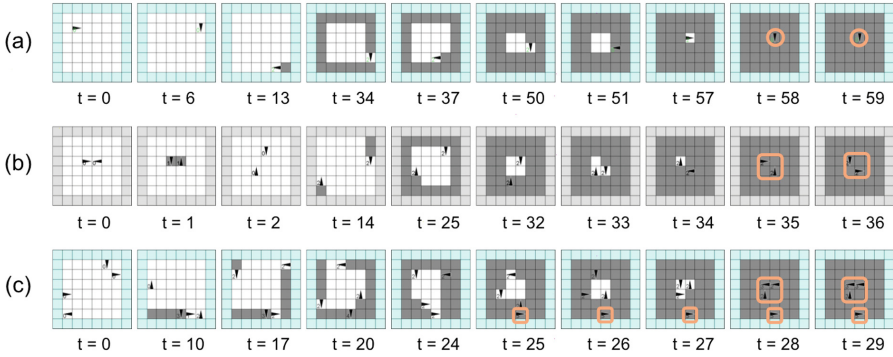 (a)
t = 0 t = 6 t = 13 t = 34 t = 37 t = 50 t = 51 t = 57 t = 58 t = 59
(b)
t = 0 t = 1 t = 2 t = 14 t = 25 t = 32 t = 33 t = 34 t = 35 t = 36
(c)
t = 0 t = 10 t = 17 t = 20 t = 24 t = 25 t = 26 t = 27 t = 28 t = 29